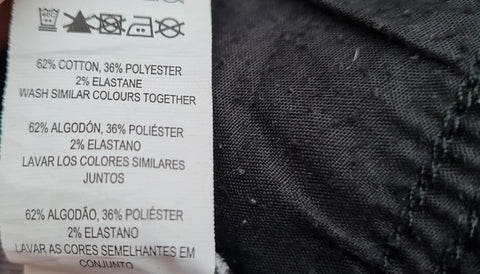 62% COTTON, 36% POLYESTER
2% ELASTANE
WASH SIMILAR COLOURS TOGETHER
62% ALGODÓN, 36% POLIÉSTER
2% ELASTANO
LAVAR LOS COLORES SIMILARES
JUNTOS
62% ALGODÃO, 36% POLIÉSTER
2% ELASTANO
LAVAR AS CORES SEMELHANTES EM
CONJUNTO